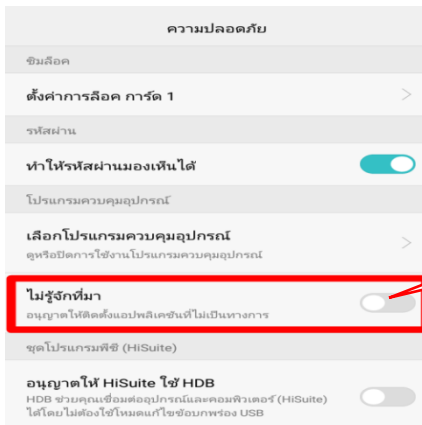 ความปลอดภัย
ซิมล็อค
ตั้งค่าการล็อค การ์ด 1
รหัสผ่าน
ทำให้รหัสผ่านมองเห็นได้
โปรแกรมควบคุมอุปกรณ์
เลือกโปรแกรมควบคุมอุปกรณ์
ดูหรือปิดการใช้งานโปรแกรมควบคุมอุปกรณ์
ไม่รู้จักที่มา
อนุญาตให้ติดตั้งแอปพลิเคชันที่ไม่เป็นทางการ
ชุดโปรแกรมพีซี (HiSuite)
อนุญาตให้ HiSuite ใช้ HDB
HDB ช่วยคุณเชื่อมต่ออุปกรณ์และคอมพิวเตอร์ (HiSuite)
ได้โดยไม่ต้องใช้โหมดแก้ไขข้อบกพร่อง USB